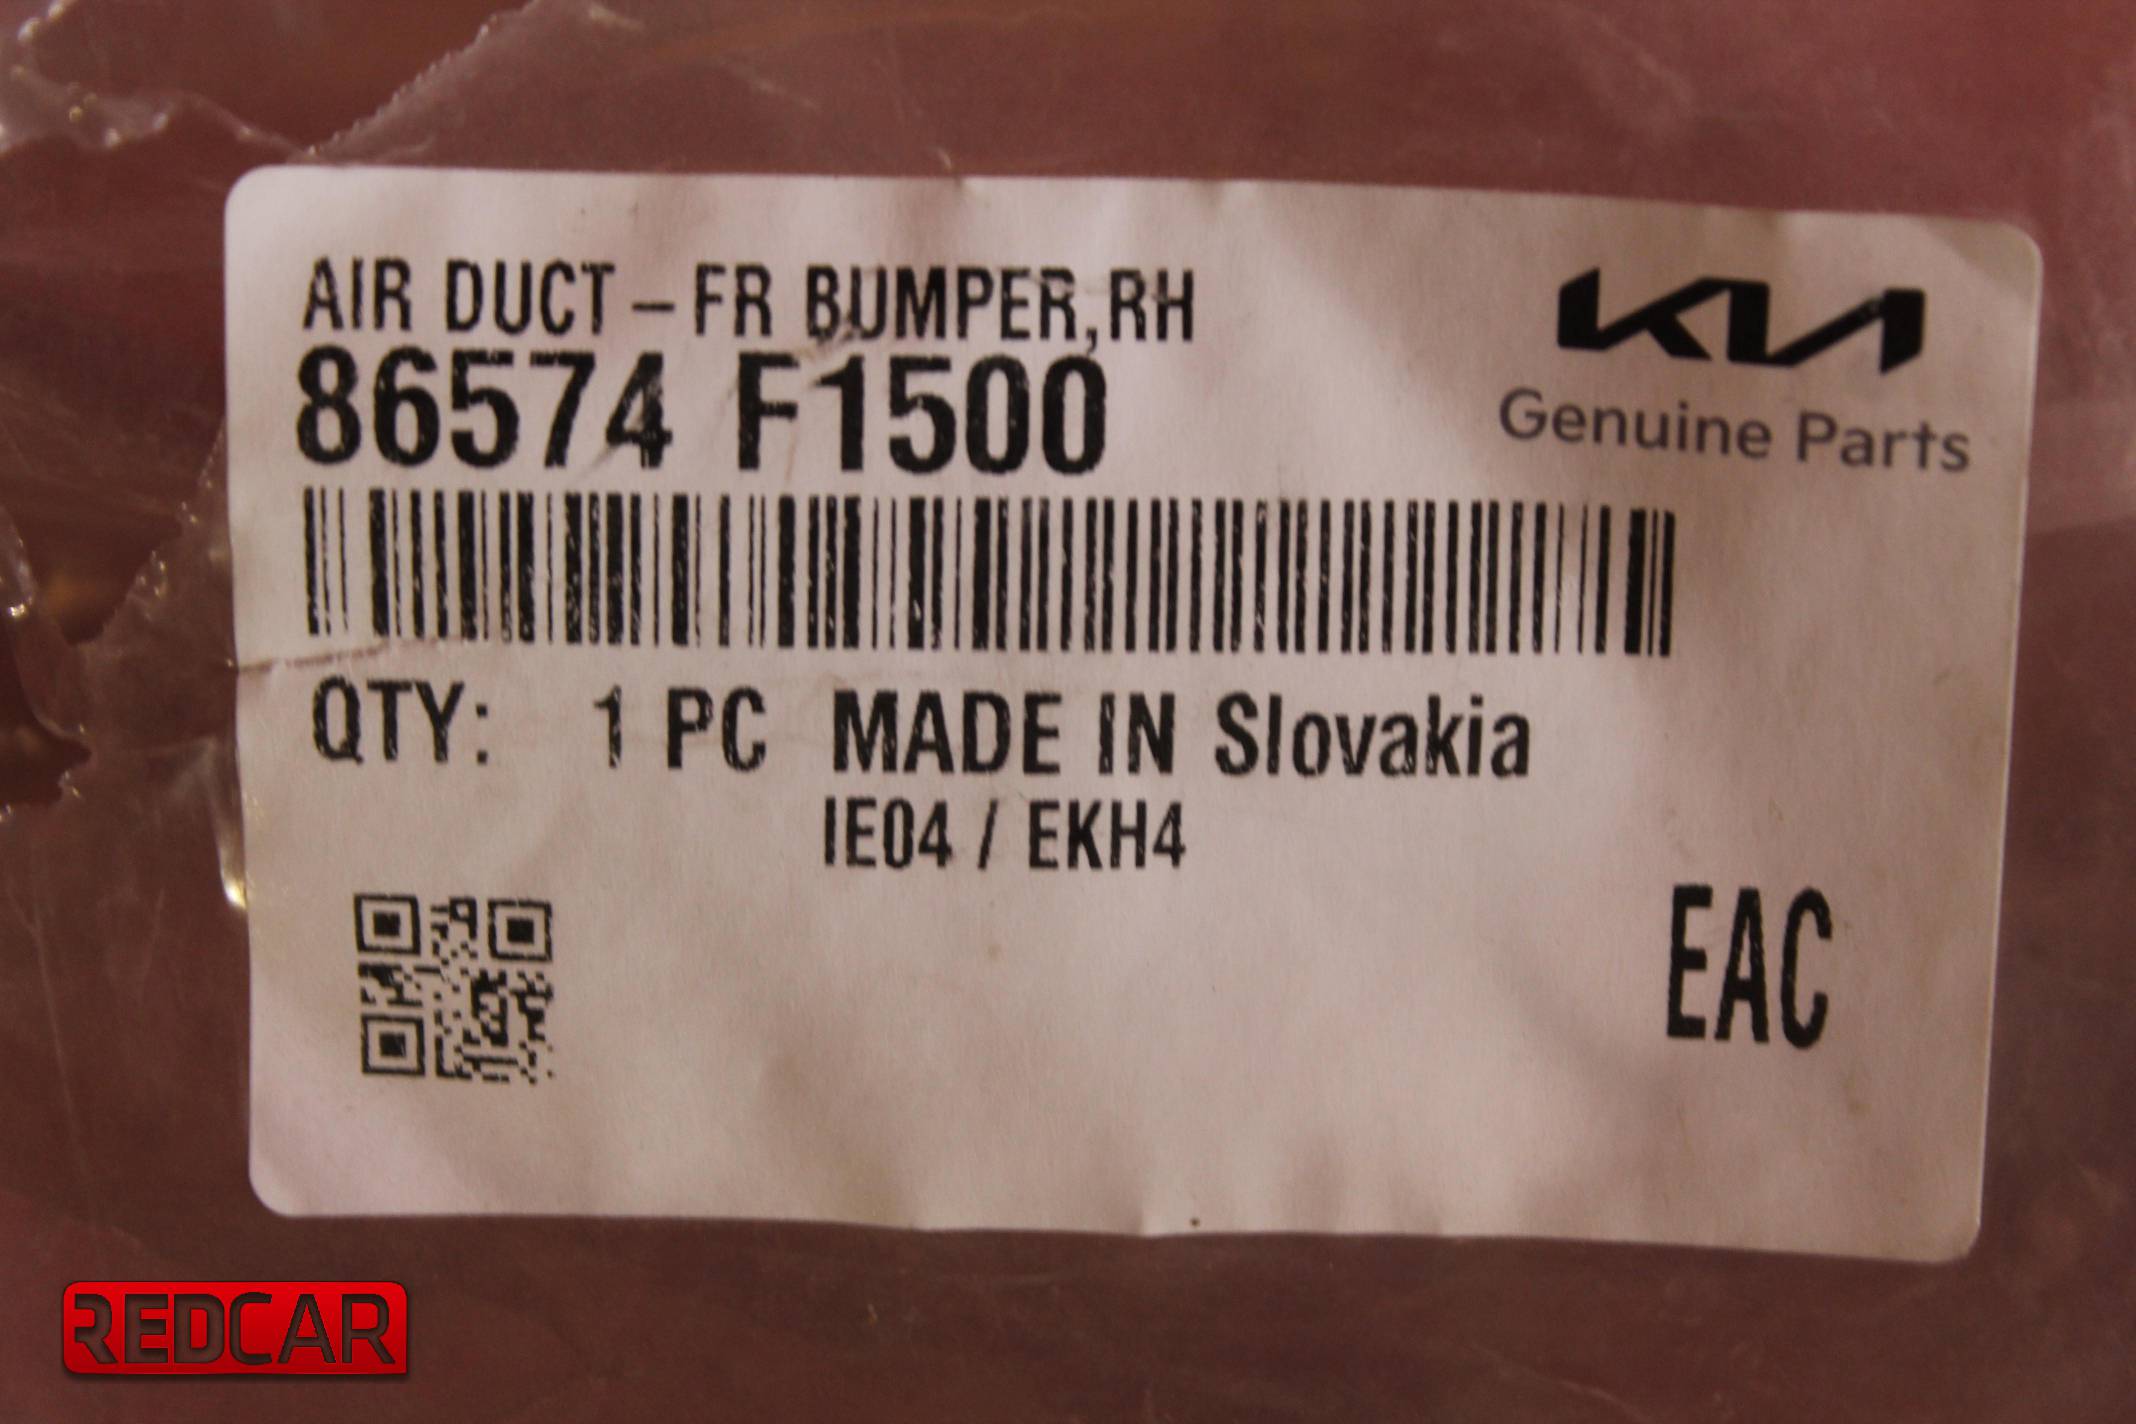 AIR DUCT-FR BUMPER,RH
86574 F1500
KIA
Genuine Parts
QTY: 1 PC MADE IN Slovakia
IE04 / EKH4
EAC
REDCAR